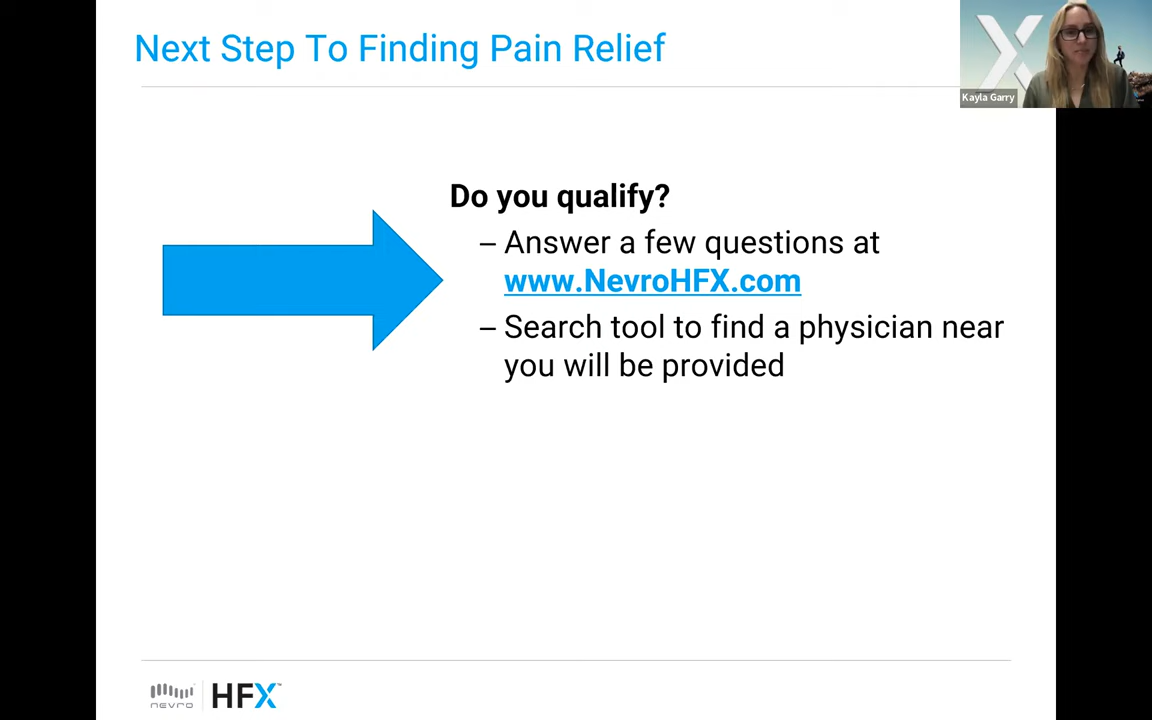 Next Step To Finding Pain Relief
Kayla Garry
Do you qualify?
– Answer a few questions at
www.NevroHFX.com
– Search tool to find a physician near
you will be provided
nevro HFX™